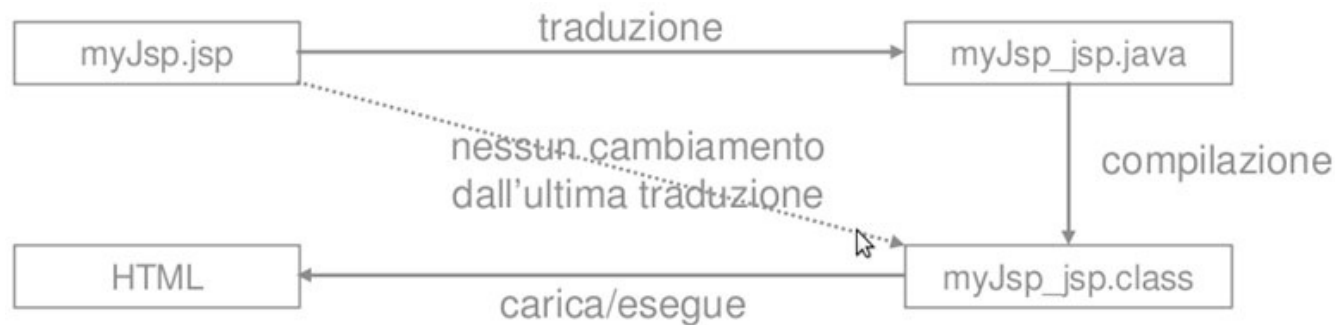 traduzione
myJsp.jsp
myJsp_jsp.java
nessun cambiamento
dall'ultima traduzione
compilazione
HTML
myJsp_jsp.class
carica/esegue